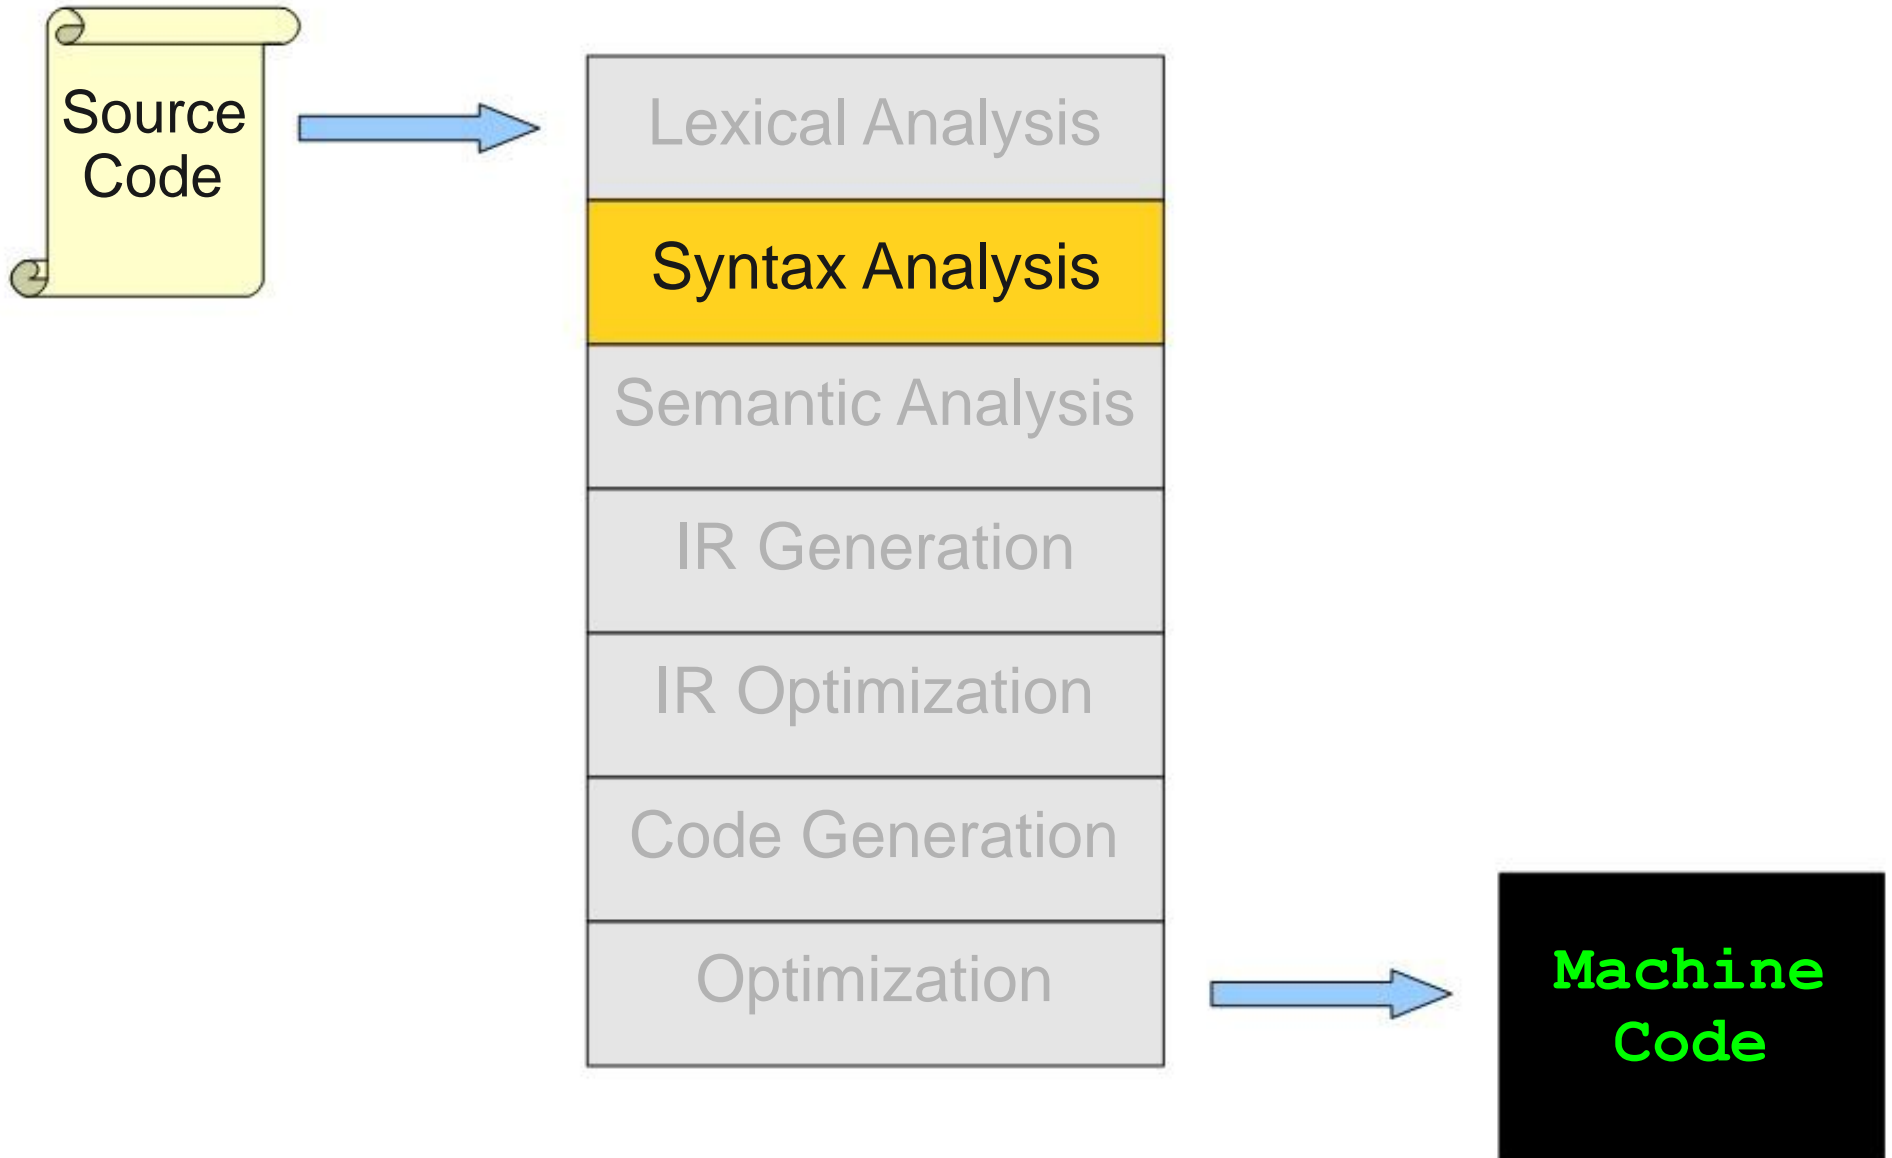 Source
Code
Lexical Analysis
Syntax Analysis
Semantic Analysis
IR Generation
IR Optimization
Code Generation
Optimization
Machine
Code